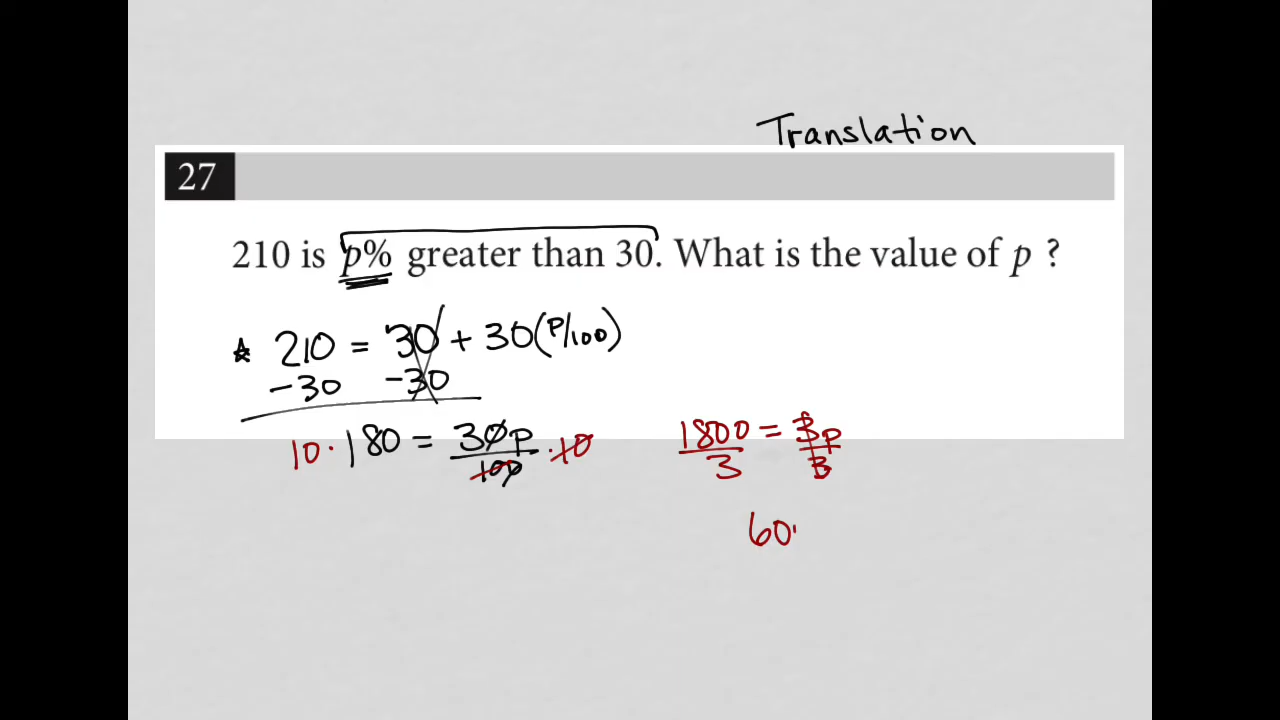 Translation
27
210 is p% greater than 30. What is the value of p ?
* 210 = 30 + 30(P/100)
-30 -30
10 · 180 = 30p/100 · 10
1800/3 = 3p/3
60